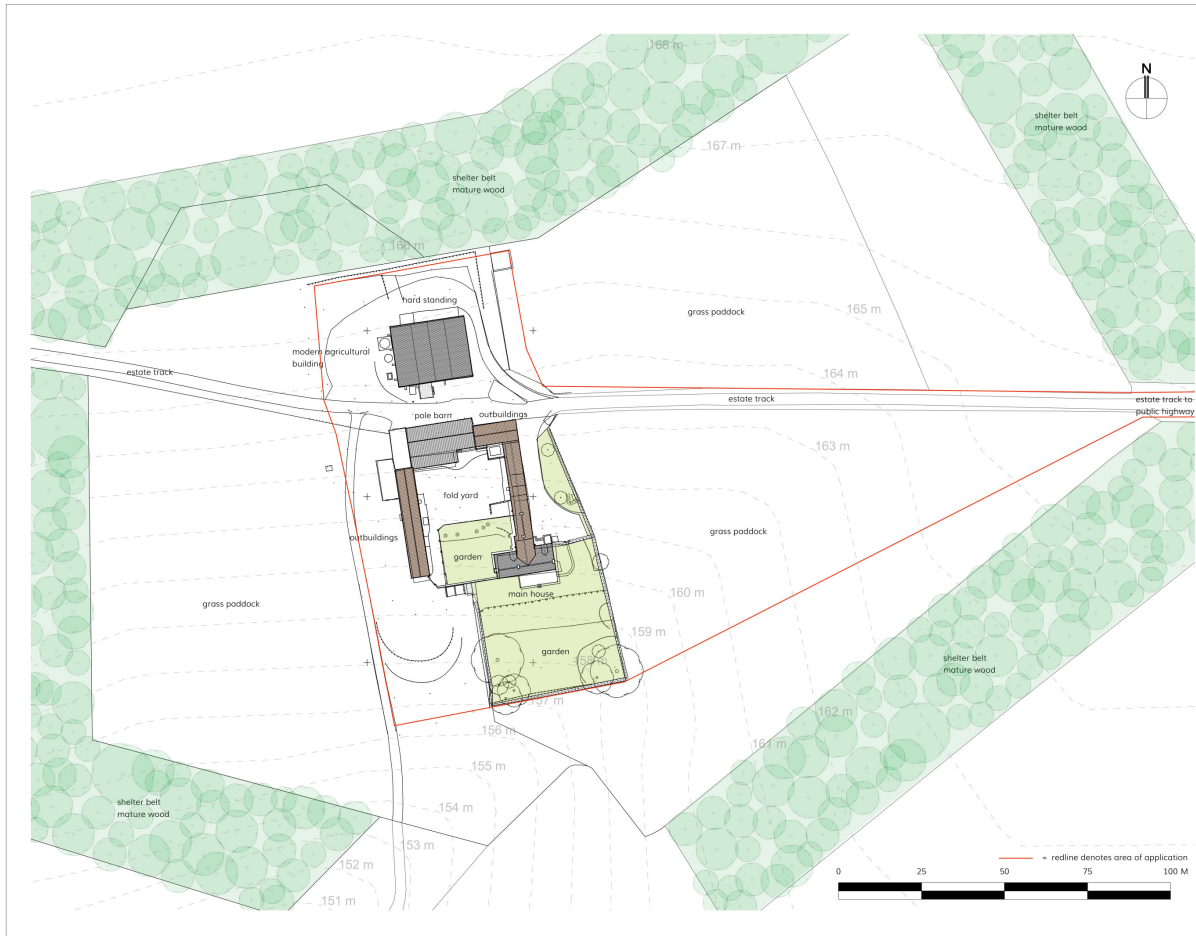 168 m
N
shelter belt
mature wood
167 m
shelter belt
mature wood
166 m
hard standing
165 m
grass paddock
modern agricultural
building
estate track
164 m
estate track
estate track to
public highway
pole barn
outbuildings
163 m
fold yard
outbuildings
garden
grass paddock
main house
160 m
grass paddock
159 m
garden
158 m
shelter belt
mature wood
157 m
156 m
162 m
161 m
155 m
shelter belt
mature wood
154 m
153 m
152 m
151 m
= redline denotes area of application
0 25 50 75 100 M